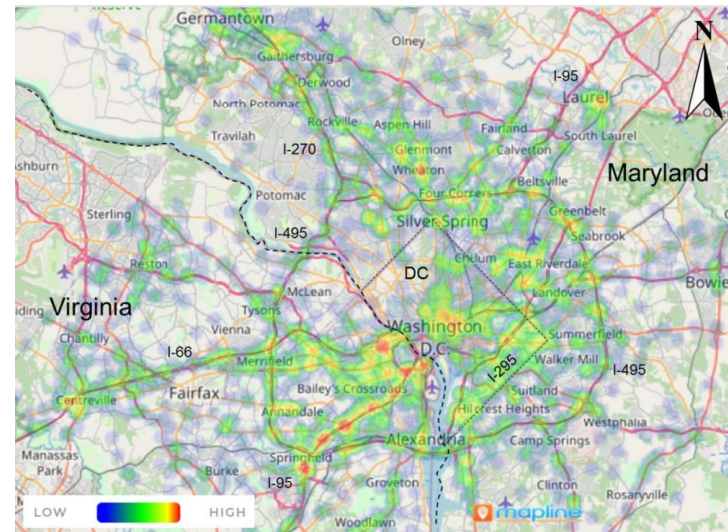 Reserve
Germantown
Olney
N
Gaithersburg
Derwood
I-95
North Potomac
Laurel
Rockville
Aspen Hill
Fairland
Travilah
I-270
Glenmont
Calverton
South Laurel
Ashburn
Wheaton
Maryland
Beltsville
Potomac
Four Corners
Sterling
I-495
Silver Spring
Greenbelt
Seabrook
Reston
DC
Chillum
East Riverdale
Virginia
McLean
Landover
Bowie
Tysons
Chantilly
Vienna
Washington
D.C.
Summerfield
I-66
Merrifield
Walker Mill
I-495
I-295
Bailey's Crossroads
Suitland
Centreville
Fairfax
Annandale
Hillcrest Heights
Westphalia
Alexandria
Camp Springs
Manassas
Park
Springfield
Burke
I-95
Groveton
Clinton
Rosaryville
LOW
HIGH
mapline
Woodlawn